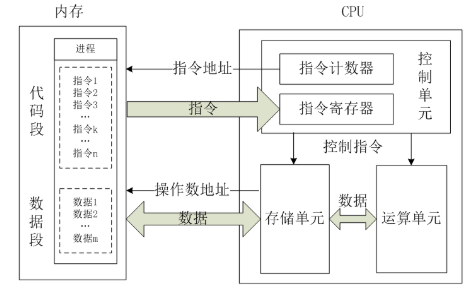 内存
CPU
进程
代码段
指令1
指令2
指令3
...
指令k
...
指令n
数据段
数据1
数据2
...
数据m
指令地址
指令
操作数地址
数据
指令计数器
指令寄存器
控制单元
控制指令
存储单元
数据
运算单元